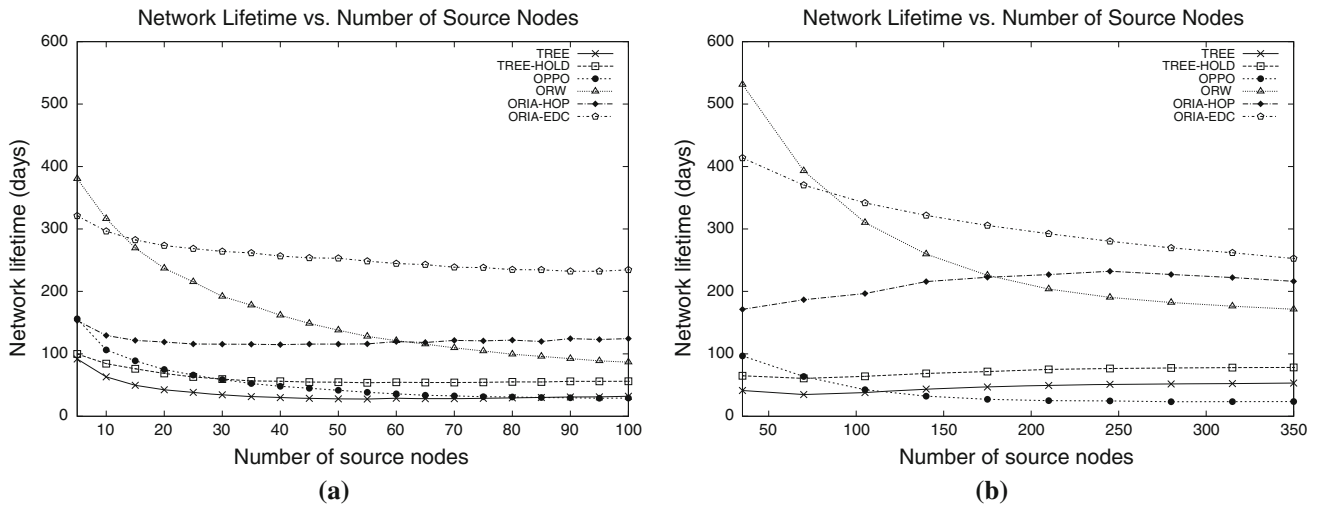 Network Lifetime vs. Number of Source Nodes
600
500
400
300
200
100
0
Network lifetime (days)
TREE
TREE-HOLD
OPPO
ORW
ORIA-HOP
ORIA-EDC
10 20 30 40 50 60 70 80 90 100
Number of source nodes
(a)
Network Lifetime vs. Number of Source Nodes
600
500
400
300
200
100
0
Network lifetime (days)
TREE
TREE-HOLD
OPPO
ORW
ORIA-HOP
ORIA-EDC
50 100 150 200 250 300 350
Number of source nodes
(b)